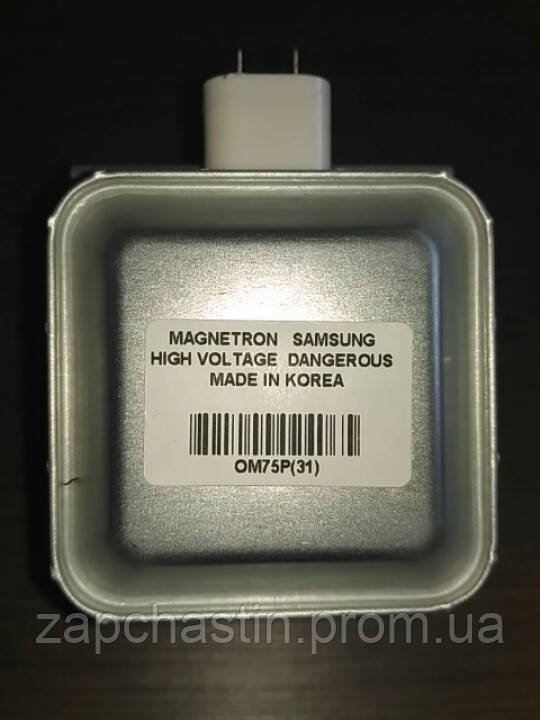 MAGNETRON SAMSUNG
HIGH VOLTAGE DANGEROUS
MADE IN KOREA
OM75P(31)
zapchastin.prom.ua